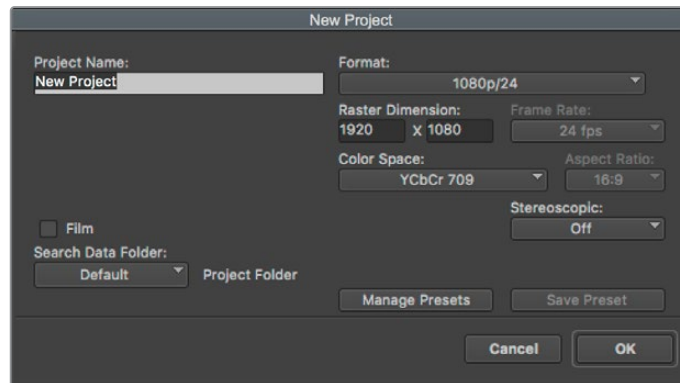 New Project
Project Name:
New Project
Format:
1080p/24
Raster Dimension:
Frame Rate:
1920 X 1080
24 fps
Color Space:
Aspect Ratio:
YCbCr 709
16:9
Stereoscopic:
Off
Film
Search Data Folder:
Default
Project Folder
Manage Presets
Save Preset
Cancel
OK